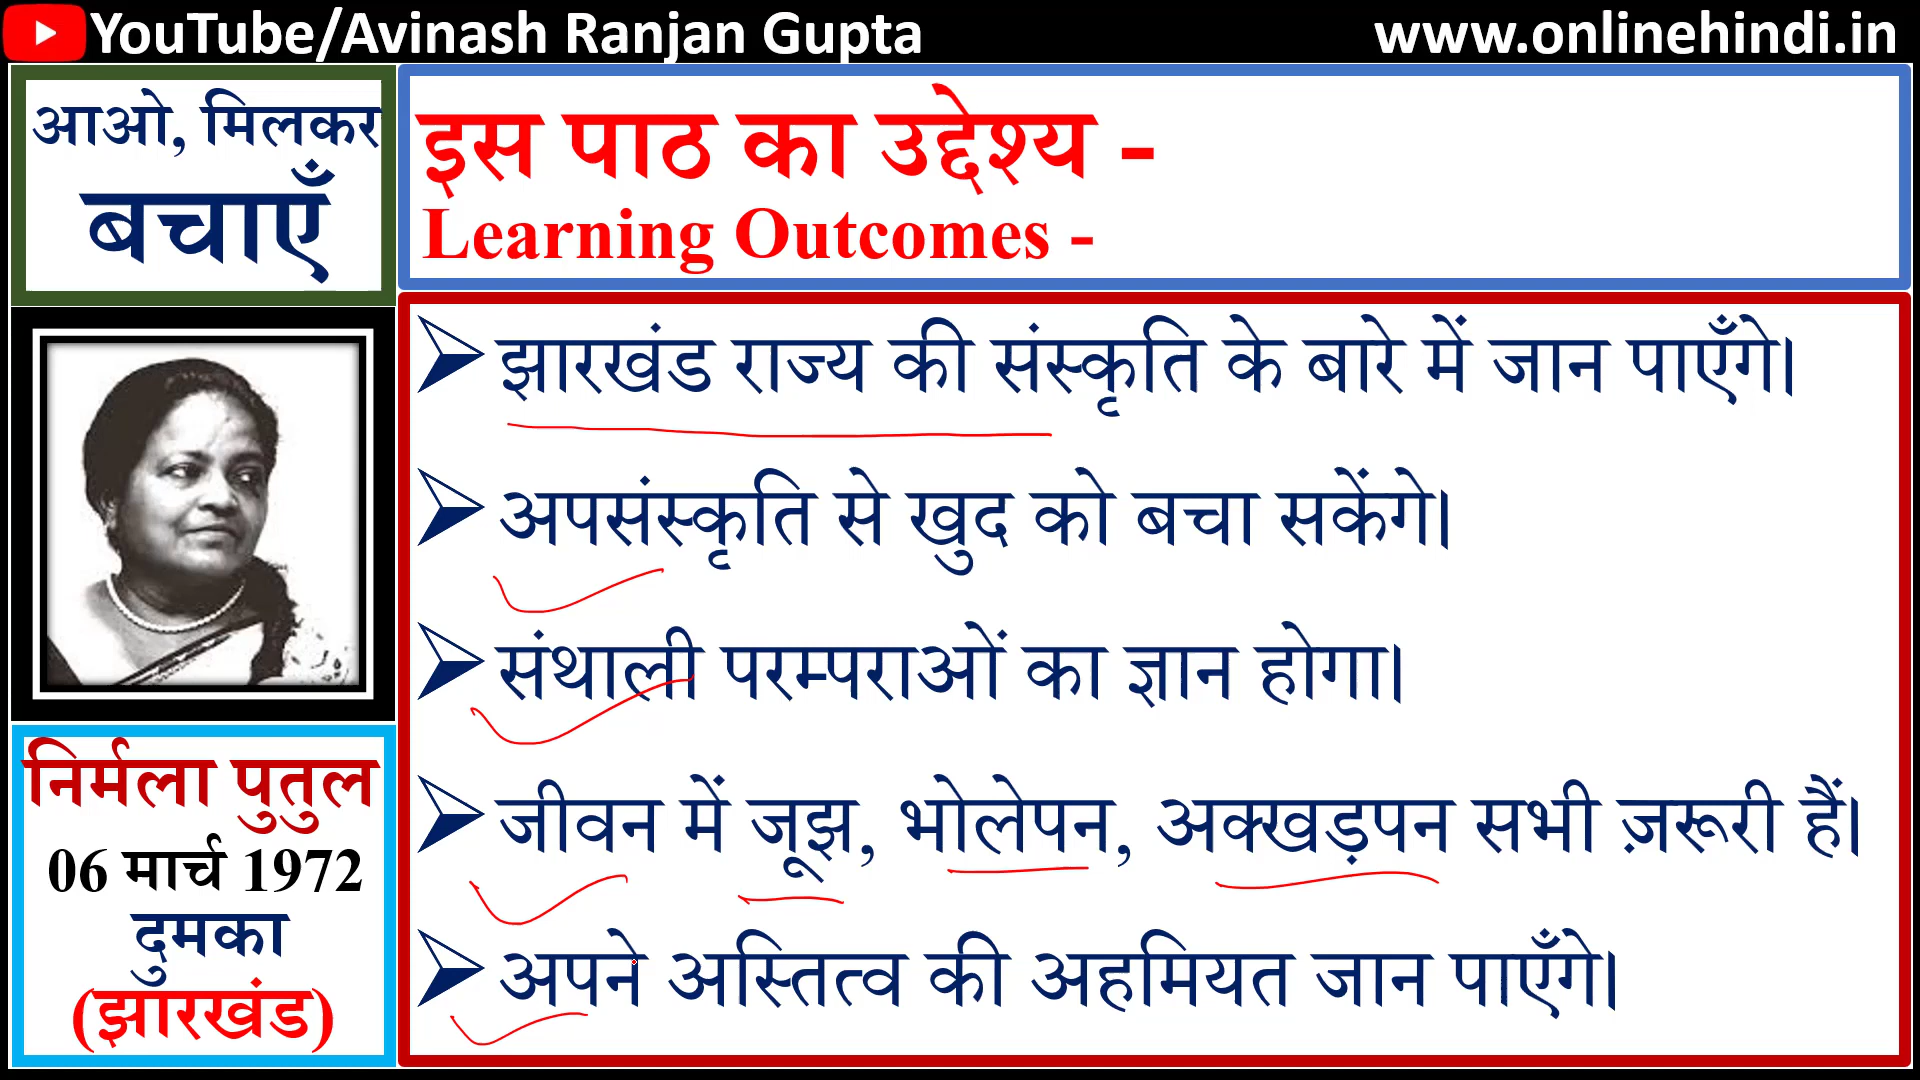 YouTube/Avinash Ranjan Gupta
www.onlinehindi.in
आओ, मिलकर
बचाएँ
इस पाठ का उद्देश्य -
Learning Outcomes -
झारखंड राज्य की संस्कृति के बारे में जान पाएँगे।
अपसंस्कृति से खुद को बचा सकेंगे।
संथाली परम्पराओं का ज्ञान होगा।
जीवन में जूझ, भोलेपन, अक्खड़पन सभी ज़रूरी हैं।
अपने अस्तित्व की अहमियत जान पाएँगे।
निर्मला पुतुल
06 मार्च 1972
दुमका
(झारखंड)